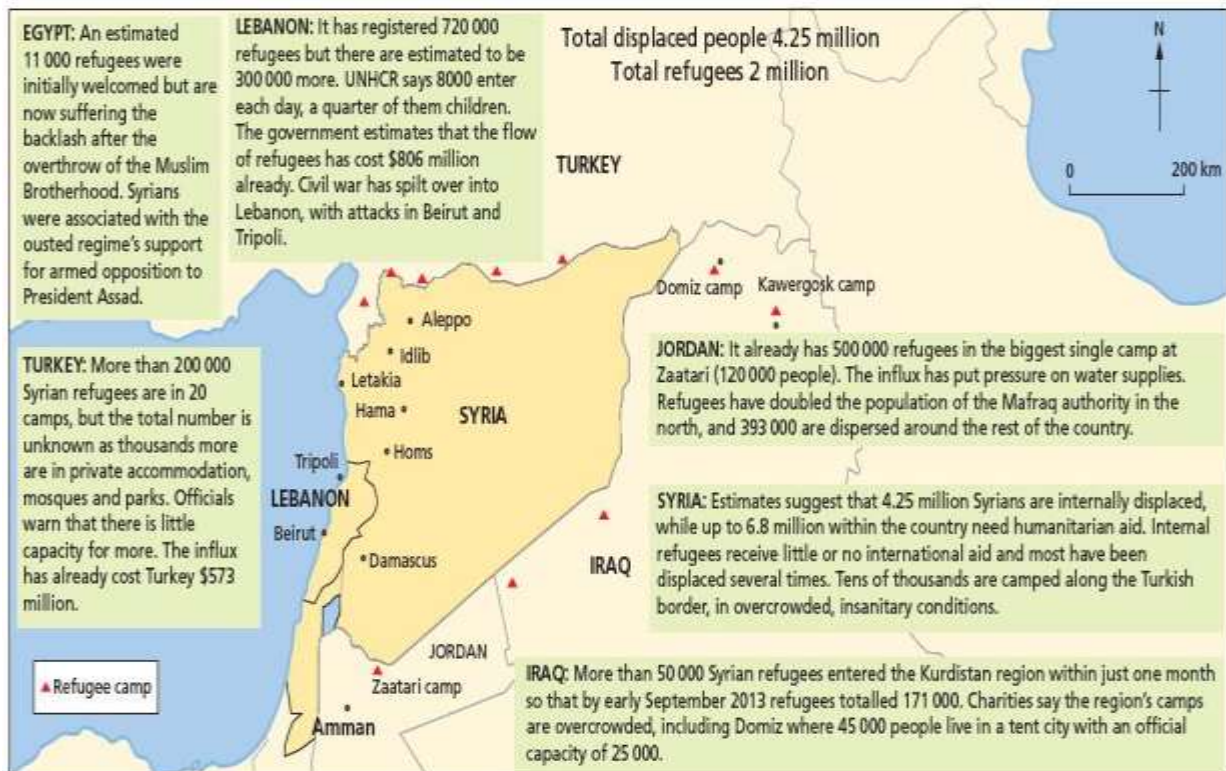 EGYPT: An estimated
11 000 refugees were
initially welcomed but are
now suffering the
backlash after the
overthrow of the Muslim
Brotherhood. Syrians
were associated with the
ousted regime's support
for armed opposition to
President Assad.
LEBANON: It has registered 720 000
refugees but there are estimated to be
300 000 more. UNHCR says 8000 enter
each day, a quarter of them children.
The government estimates that the flow
of refugees has cost $806 million
already. Civil war has spilt over into
Lebanon, with attacks in Beirut and
Tripoli.
Total displaced people 4.25 million
Total refugees 2 million
N
0 200 km
TURKEY
Domiz camp
Kawergosk camp
Aleppo
Idlib
Letakia
Hama
SYRIA
Homs
Tripoli
LEBANON
Beirut
Damascus
IRAQ
JORDAN
Zaatari camp
Amman
TURKEY: More than 200 000
Syrian refugees are in 20
camps, but the total number is
unknown as thousands more
are in private accommodation,
mosques and parks. Officials
warn that there is little
capacity for more. The influx
has already cost Turkey $573
million.
JORDAN: It already has 500 000 refugees in the biggest single camp at
Zaatari (120 000 people). The influx has put pressure on water supplies.
Refugees have doubled the population of the Mafraq authority in the
north, and 393 000 are dispersed around the rest of the country.
SYRIA: Estimates suggest that 4.25 million Syrians are internally displaced,
while up to 6.8 million within the country need humanitarian aid. Internal
refugees receive little or no international aid and most have been
displaced several times. Tens of thousands are camped along the Turkish
border, in overcrowded, insanitary conditions.
IRAQ: More than 50 000 Syrian refugees entered the Kurdistan region within just one month
so that by early September 2013 refugees totalled 171 000. Charities say the region's camps
are overcrowded, including Domiz where 45 000 people live in a tent city with an official
capacity of 25 000.
Refugee camp